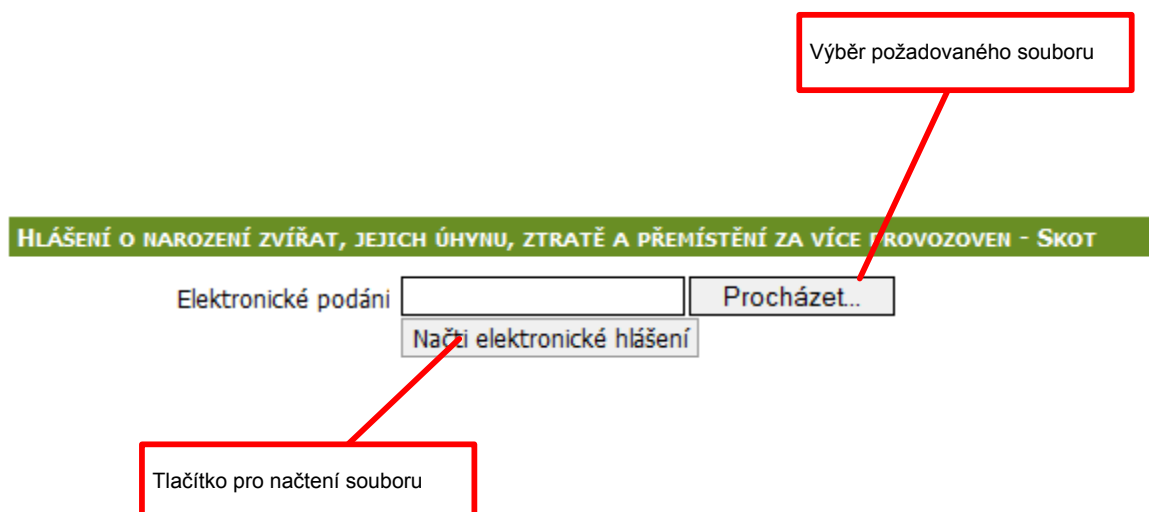 Výběr požadovaného souboru
Hlášení o narození zvířat, jejich úhynu, ztratě a přemístění za více provozoven - Skot
Elektronické podáni
Procházet...
Načti elektronické hlášení
Tlačítko pro načtení souboru